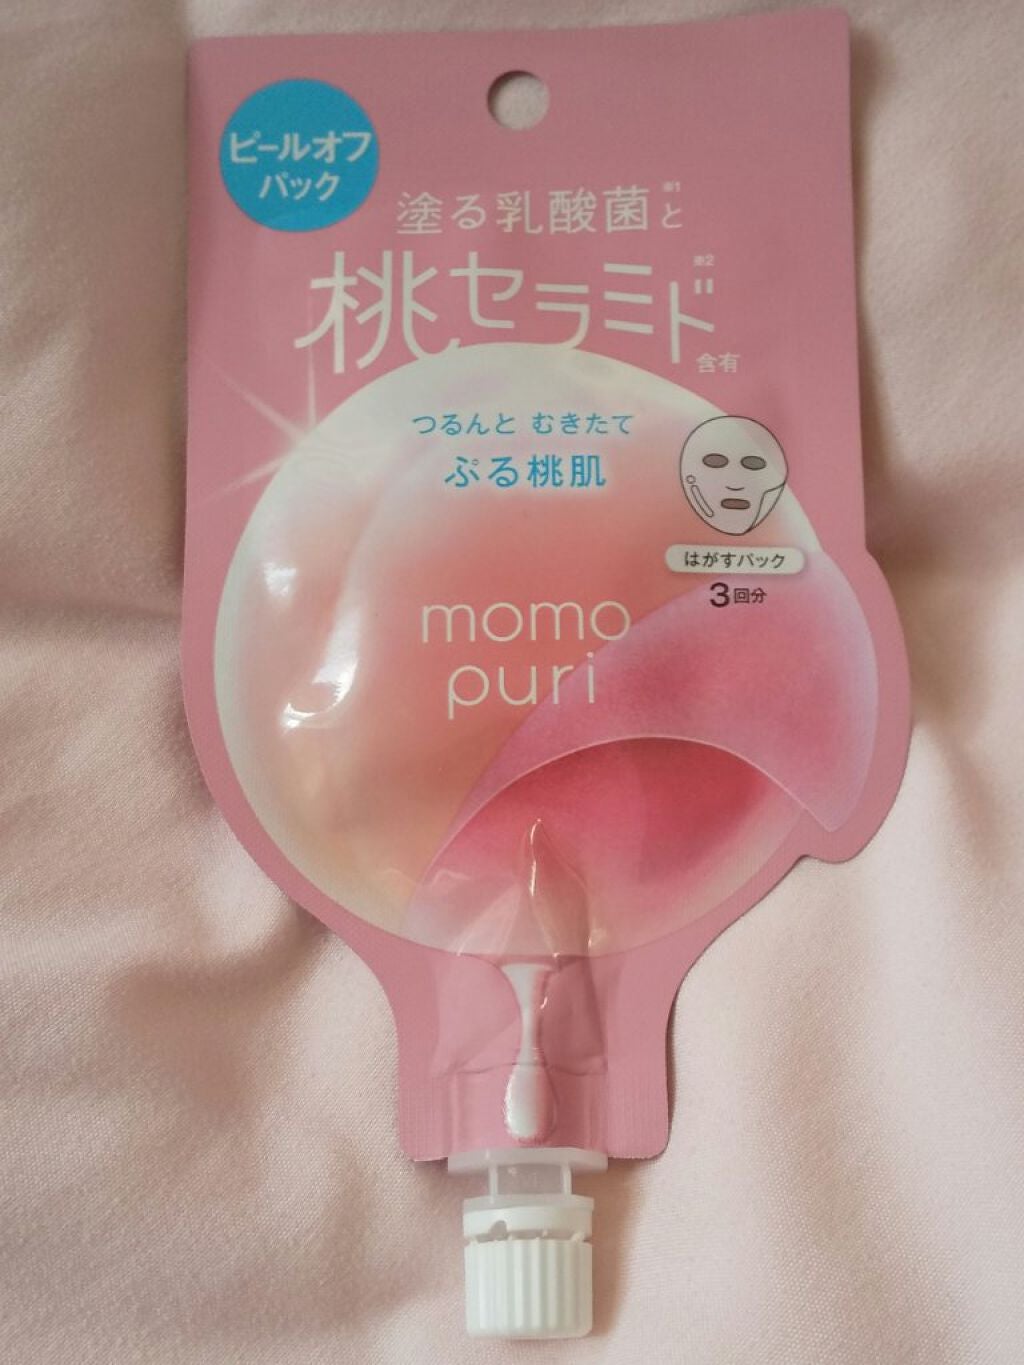 ピールオフ
パック
塗る乳酸菌※1と
桃セラミド※2
含有
つるんと むきたて
ぷる桃肌
はがすパック
3回分
momo
puri